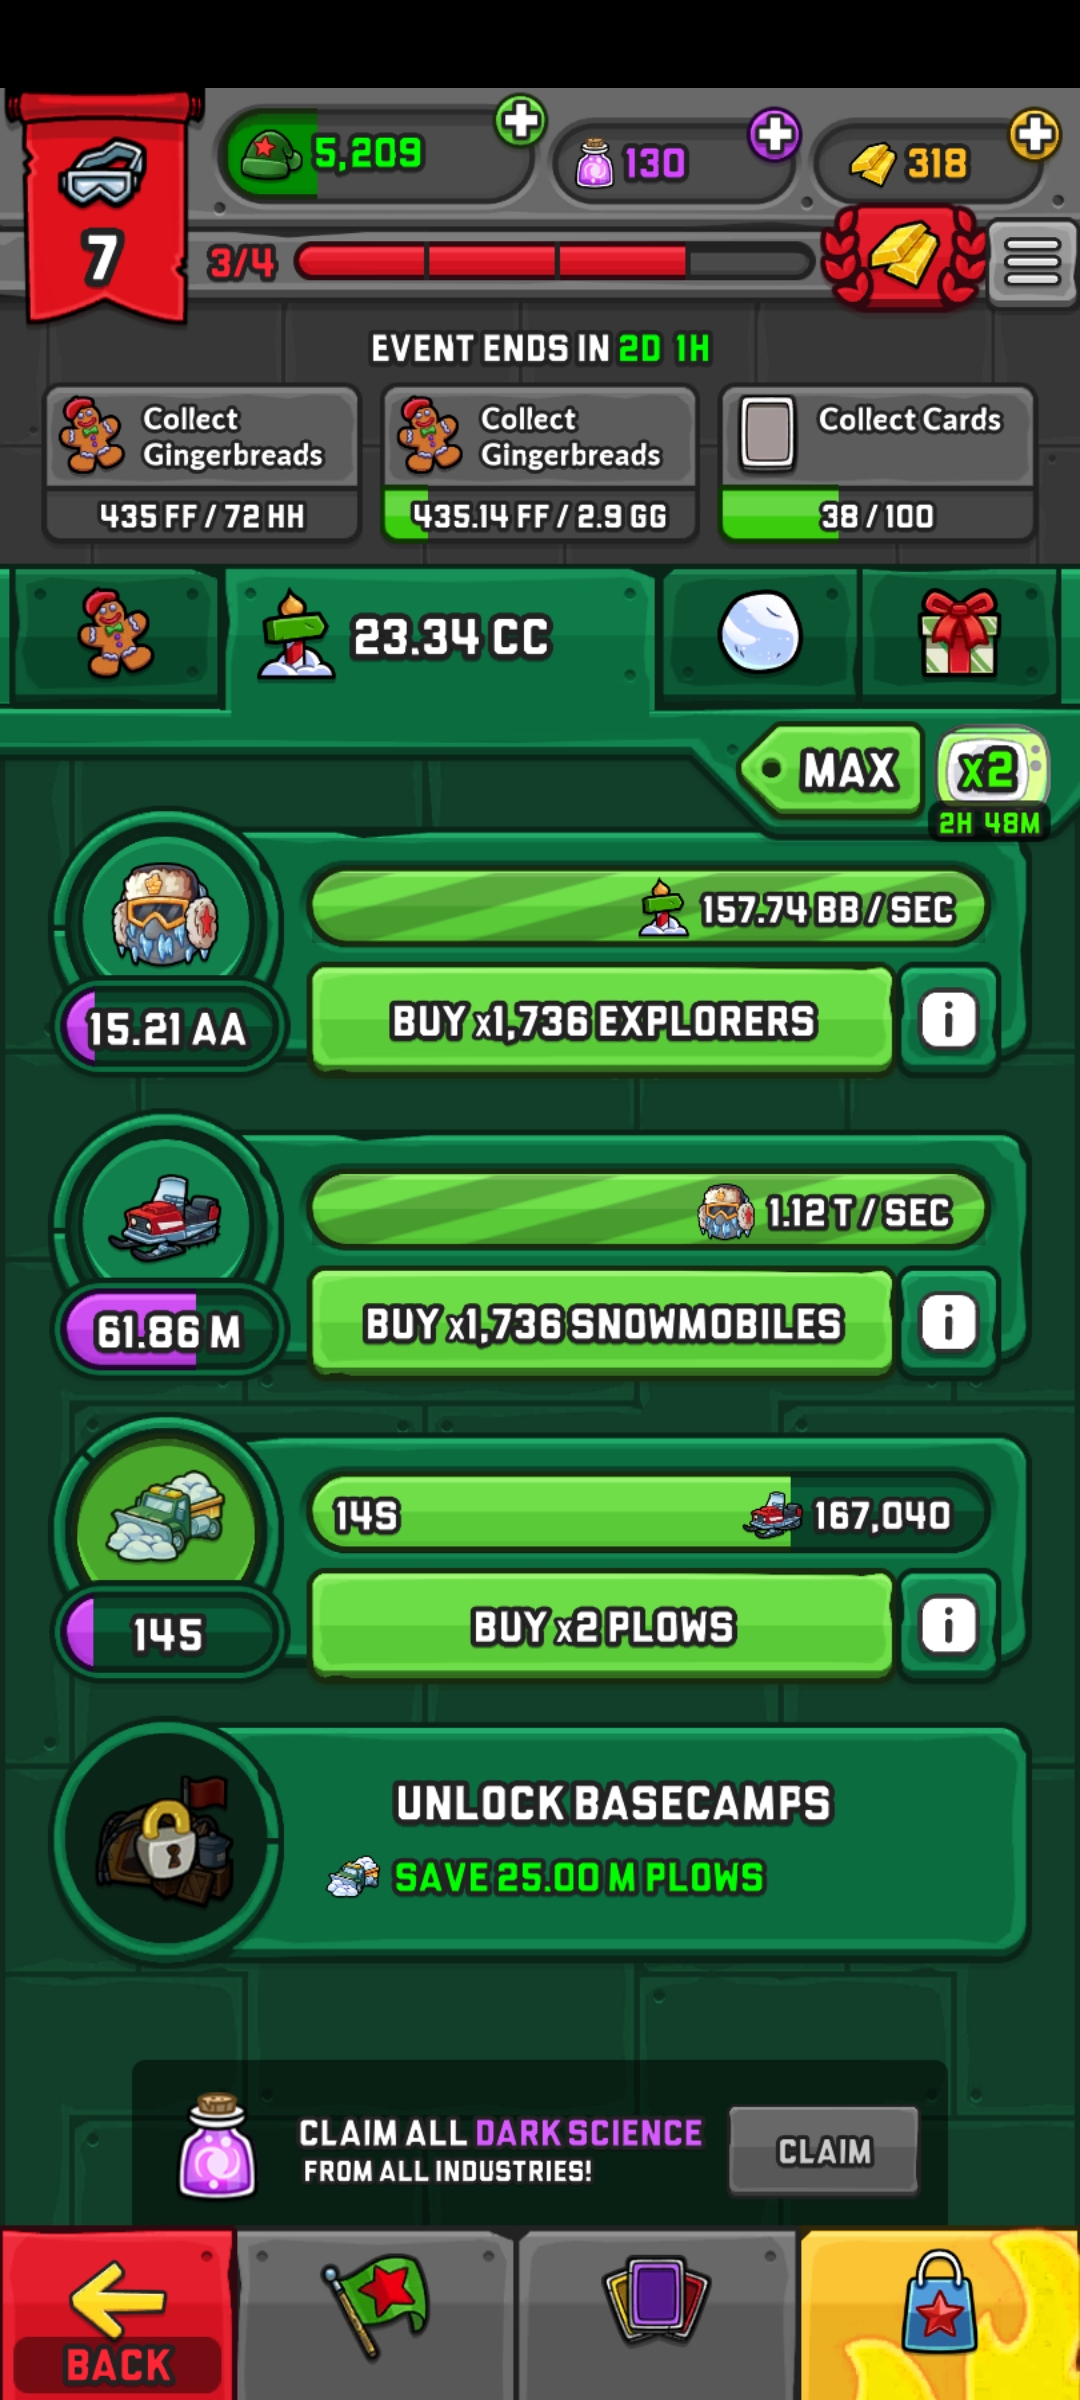 5,209
130
318
7
3/4
EVENT ENDS IN 2D 1H
Collect
Gingerbreads
435 FF / 72 HH
Collect
Gingerbreads
435.14 FF / 2.9 GG
Collect Cards
38 / 100
23.34 CC
MAX
x2
2H 48M
157.74 BB / SEC
15.21 AA
BUY x1,736 EXPLORERS
i
1.12 T / SEC
61.86 M
BUY x1,736 SNOWMOBILES
i
14S
167,040
145
BUY x2 PLOWS
i
UNLOCK BASECAMPS
SAVE 25.00 M PLOWS
CLAIM ALL DARK SCIENCE
FROM ALL INDUSTRIES!
CLAIM
BACK